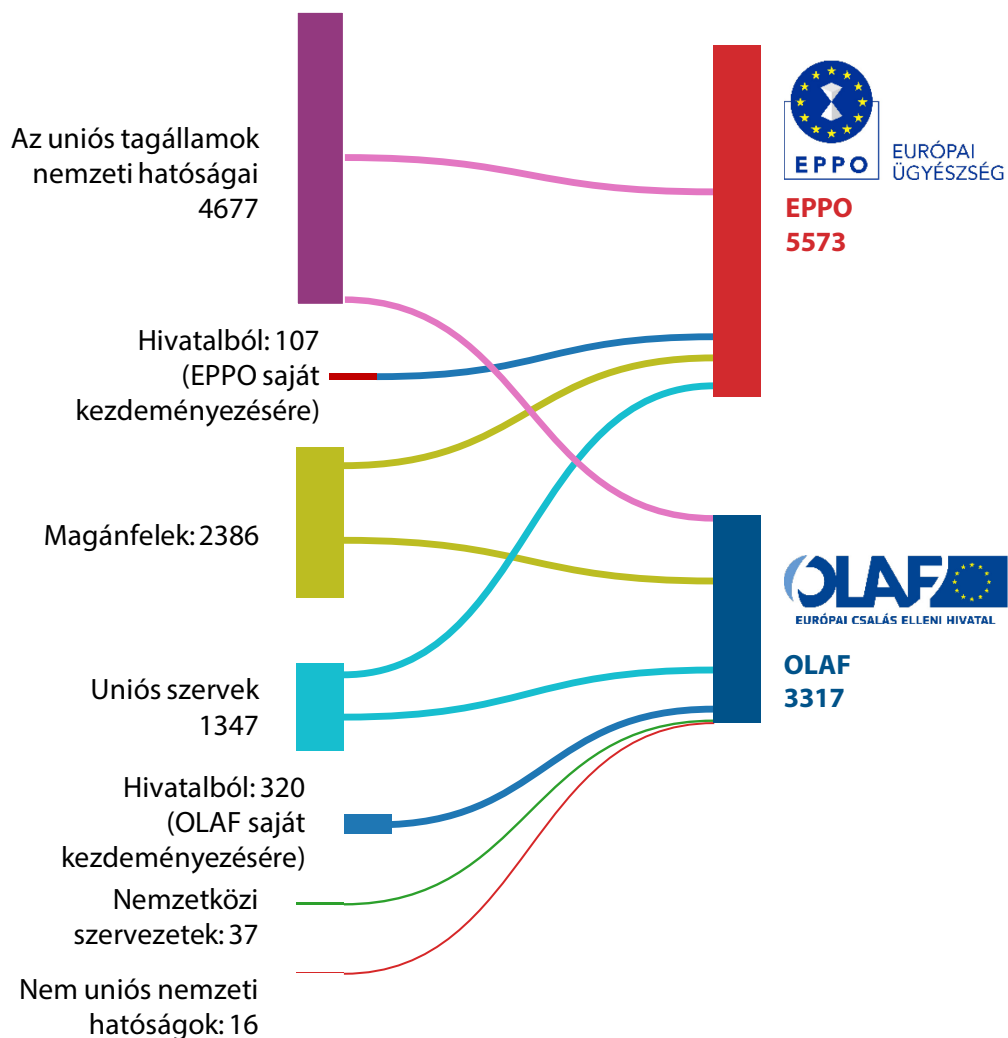 Az uniós tagállamok
nemzeti hatóságai
4677
Hivatalból: 107
(EPPO saját
kezdeményezésére)
Magánfelek: 2386
Uniós szervek
1347
Hivatalból: 320
(OLAF saját
kezdeményezésére)
Nemzetközi
szervezetek: 37
Nem uniós nemzeti
hatóságok: 16
EPPO
EURÓPAI
ÜGYÉSZSÉG
EPPO
5573
OLAF
EURÓPAI CSALÁS ELLENI HIVATAL
OLAF
3317